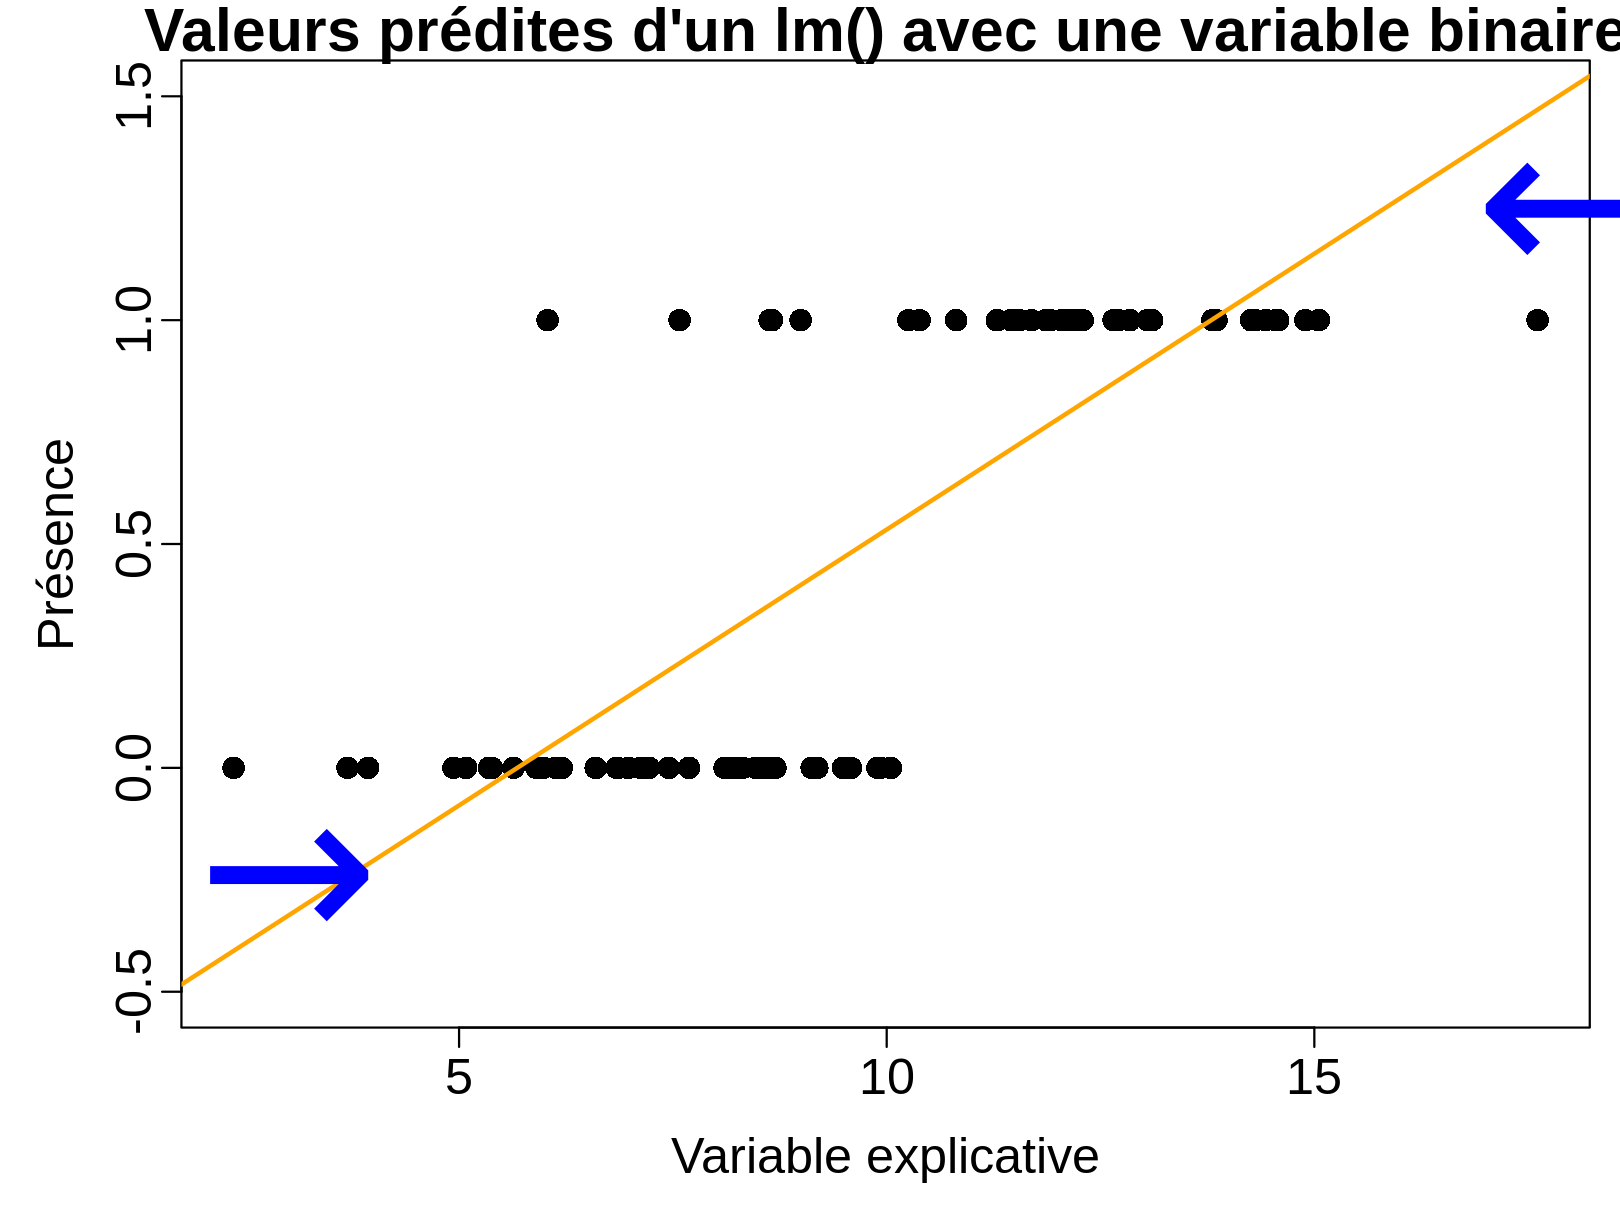 Valeurs prédites d'un lm() avec une variable binaire
1.5
1.0
0.5
0.0
-0.5
Présence
5 10 15
Variable explicative